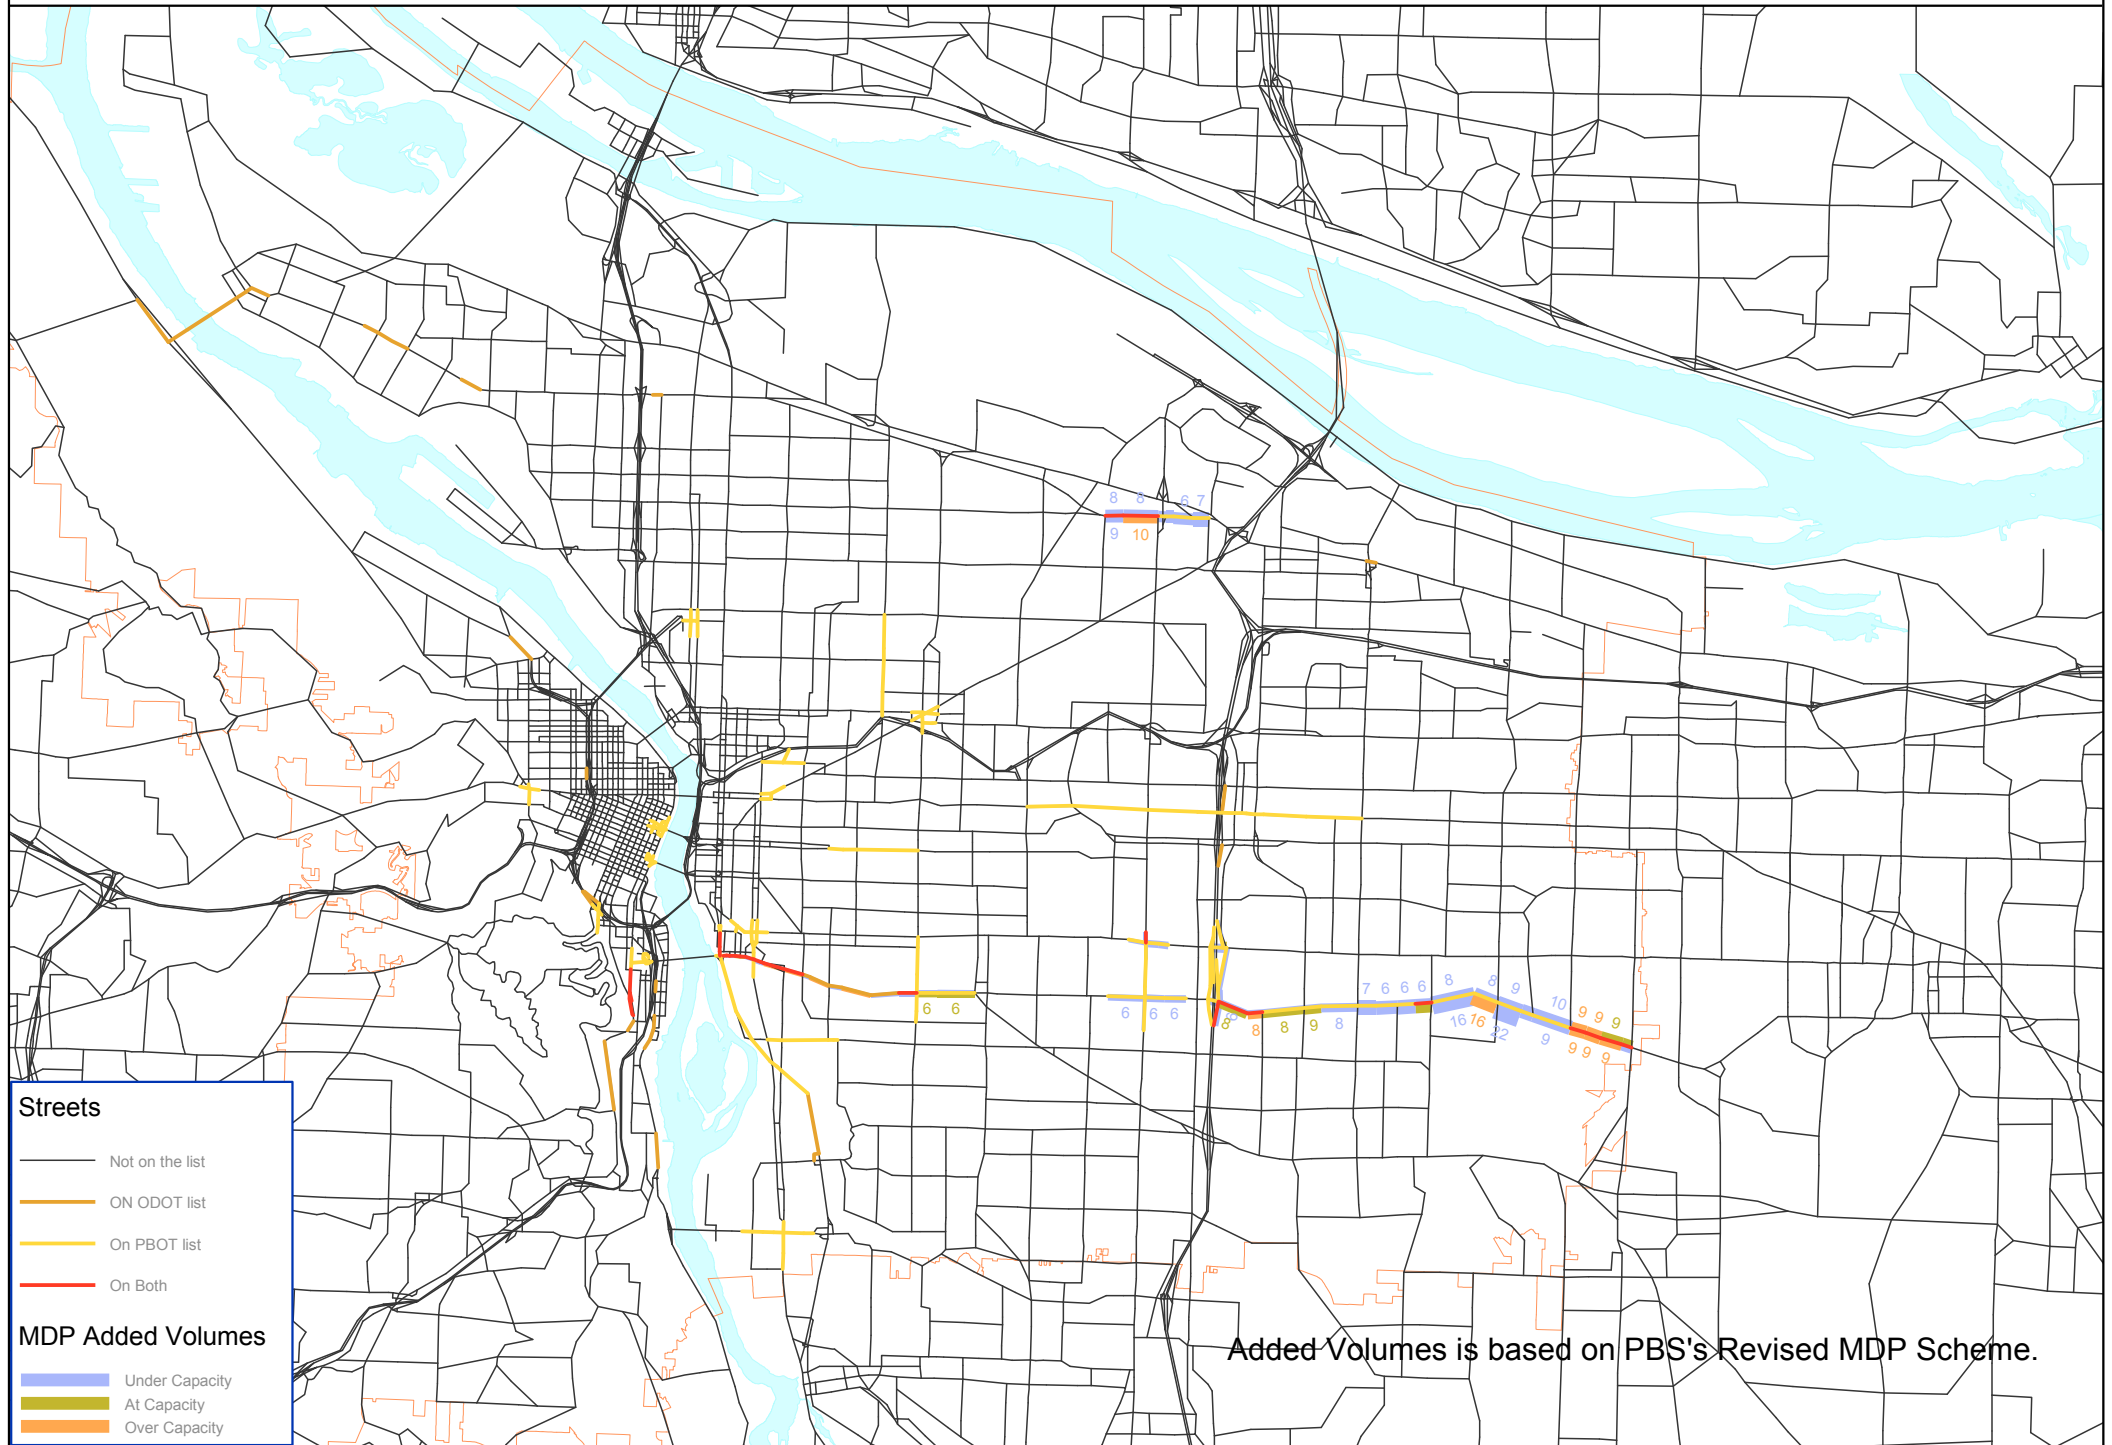 8 8 6 7
9 10
6 6
6 6 6
8 8 8 8 9 8
7 6 6 6 8 8 9 10 9 9 9
16 16 22 9 9 9 9
Streets
Not on the list
ON ODOT list
On PBOT list
On Both
MDP Added Volumes
Under Capacity
At Capacity
Over Capacity
Added Volumes is based on PBS's Revised MDP Scheme.